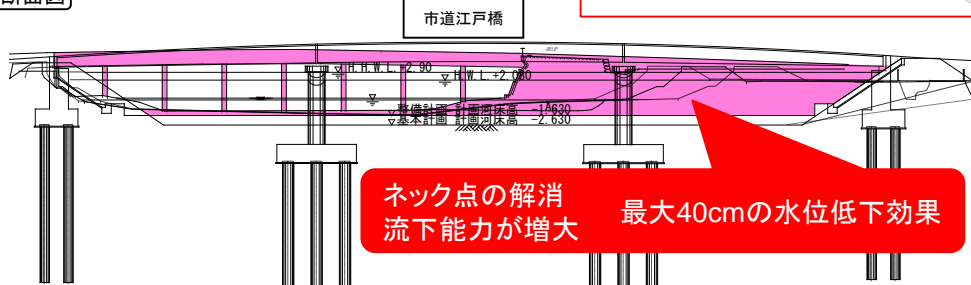 断面図
市道江戸橋
H.H.W.L.+2.90
H.W.L.+2.080
整備計画 計画河床高 -1.630
基本計画 計画河床高 -2.630
ネック点の解消
流下能力が増大
最大40cmの水位低下効果